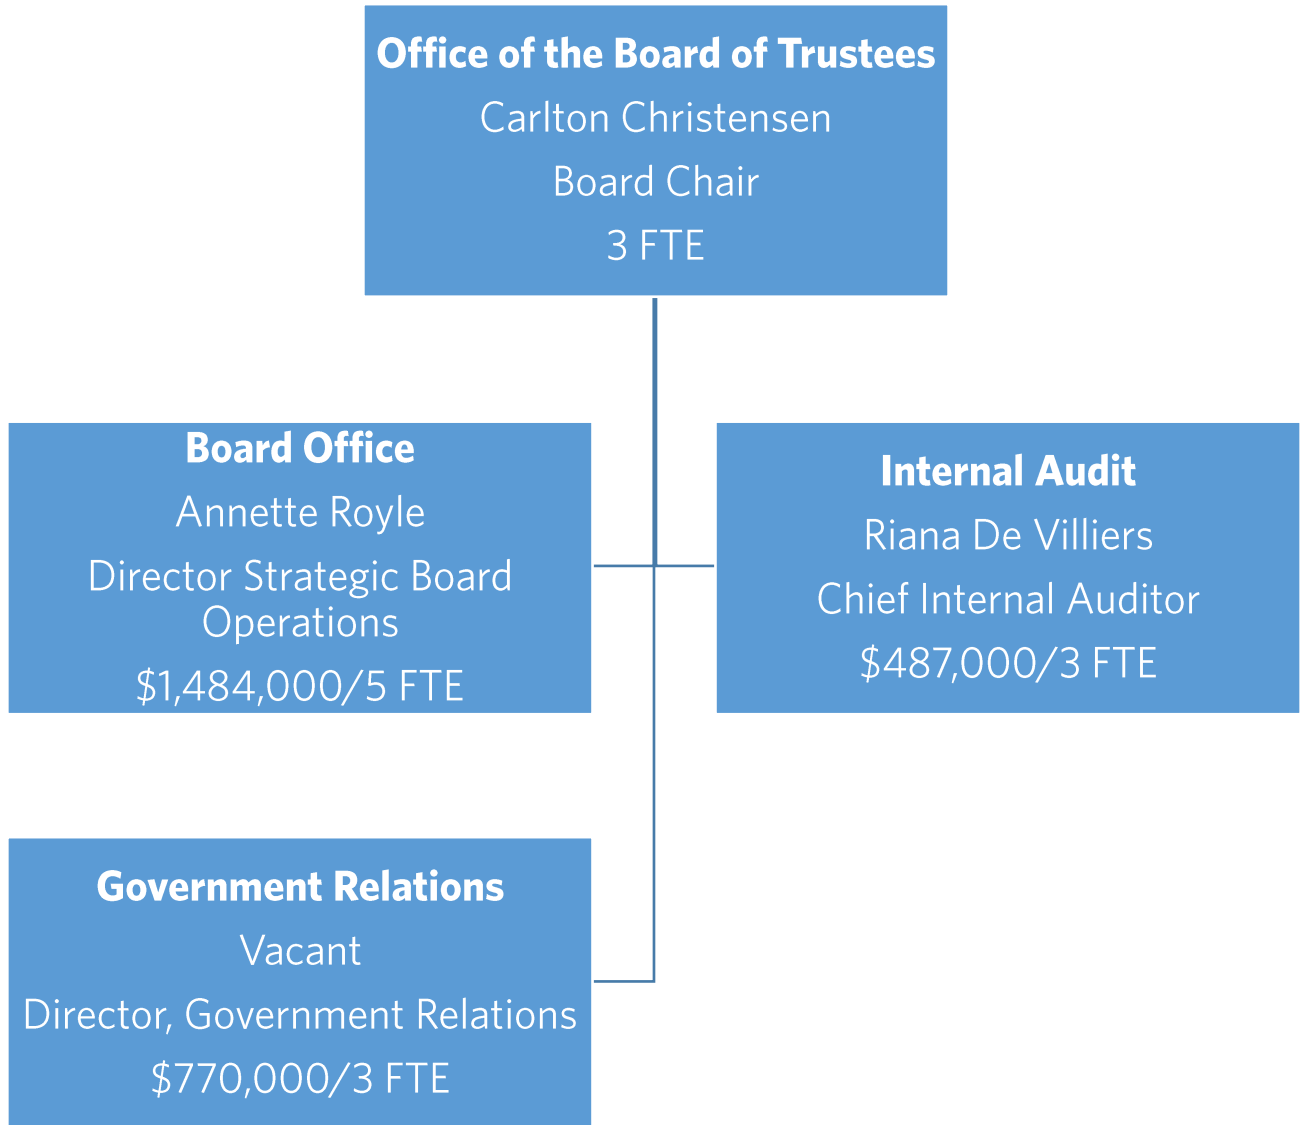 Office of the Board of Trustees
Carlton Christensen
Board Chair
3 FTE
Board Office
Annette Royle
Director Strategic Board
Operations
$1,484,000/5 FTE
Internal Audit
Riana De Villiers
Chief Internal Auditor
$487,000/3 FTE
Government Relations
Vacant
Director, Government Relations
$770,000/3 FTE